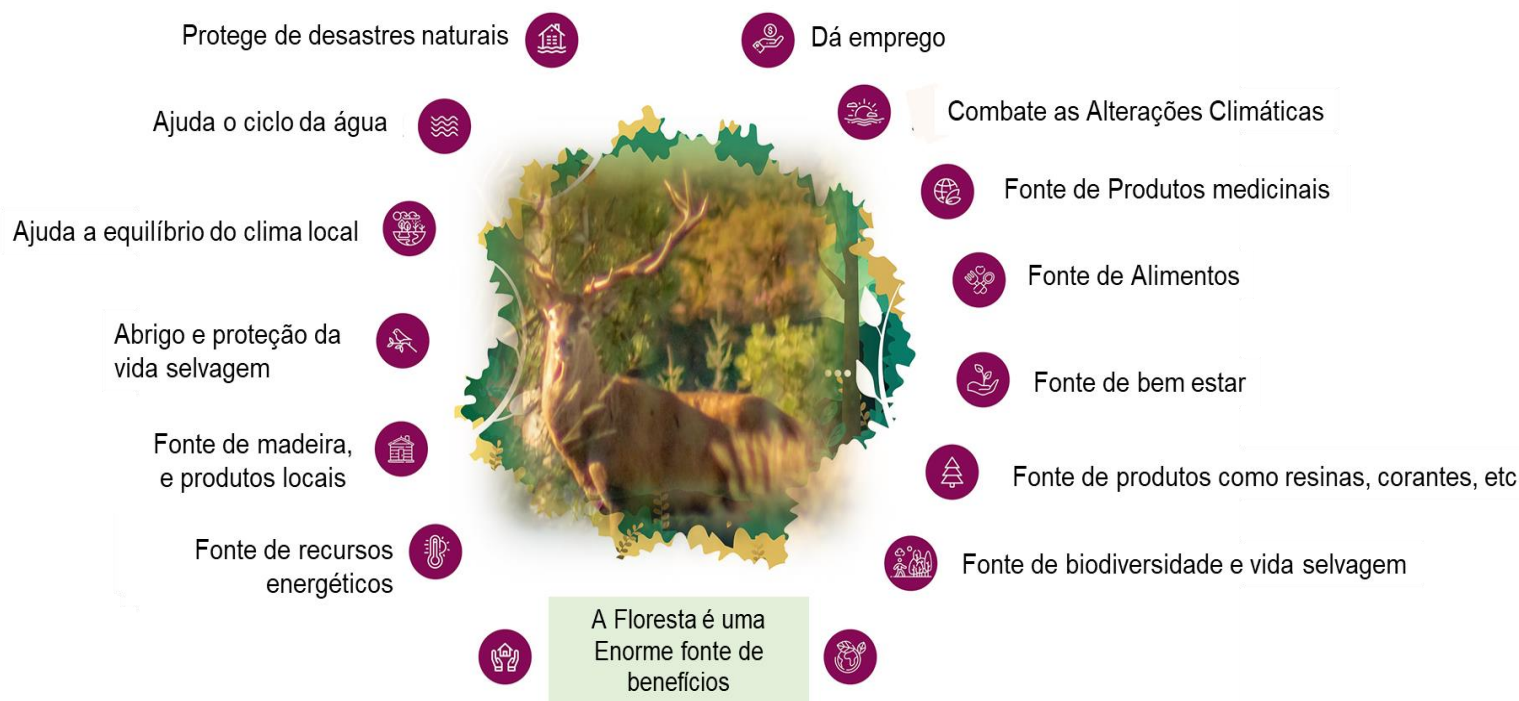 Protege de desastres naturais
Dá emprego
Ajuda o ciclo da água
Combate as Alterações Climáticas
Fonte de Produtos medicinais
Ajuda a equilíbrio do clima local
Fonte de Alimentos
Abrigo e proteção da
vida selvagem
Fonte de bem estar
Fonte de madeira,
e produtos locais
Fonte de produtos como resinas, corantes, etc
Fonte de recursos
energéticos
Fonte de biodiversidade e vida selvagem
A Floresta é uma
Enorme fonte de
benefícios